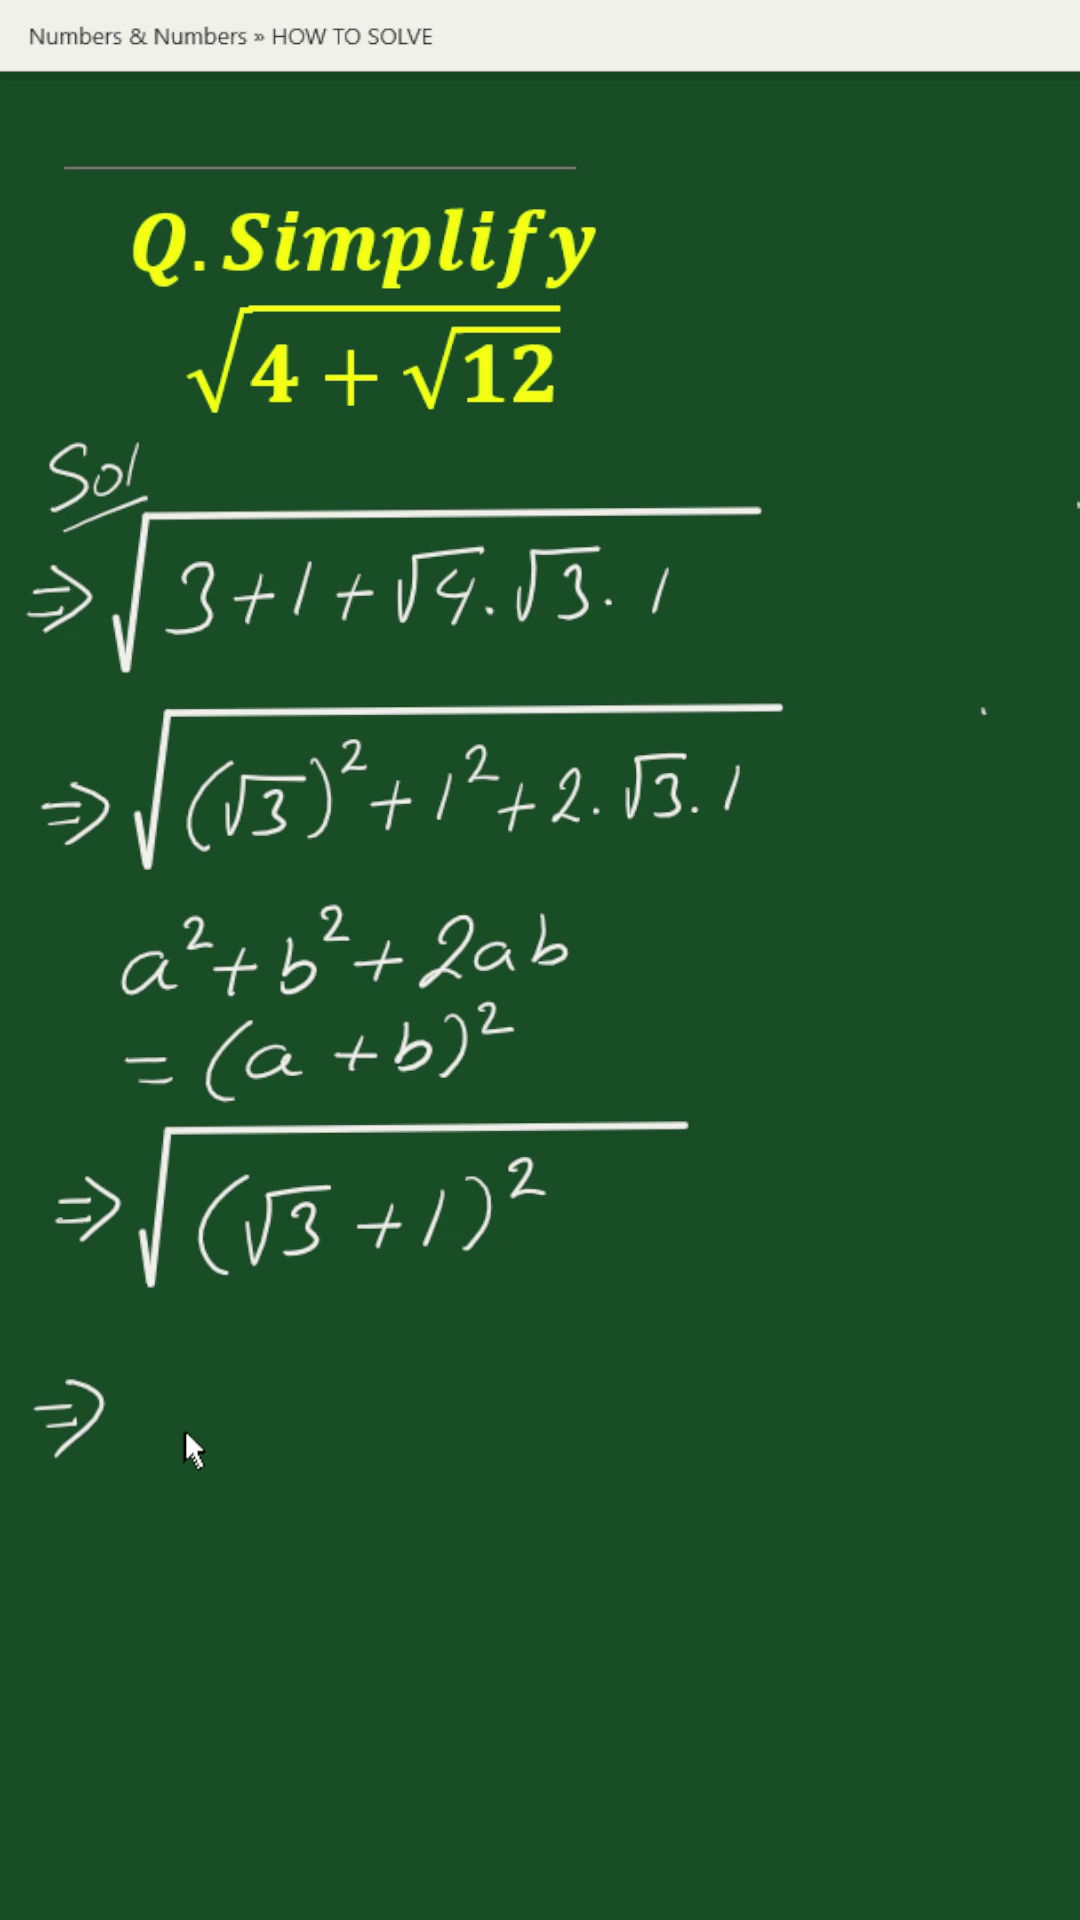 Numbers & Numbers » HOW TO SOLVE
Q. Simplify
√(4 + √12)
Sol
⇒ √(3 + 1 + √4 . √3 . 1)
⇒ √((√3)² + 1² + 2 . √3 . 1)
a² + b² + 2ab
= (a + b)²
⇒ √((√3 + 1)²)
⇒